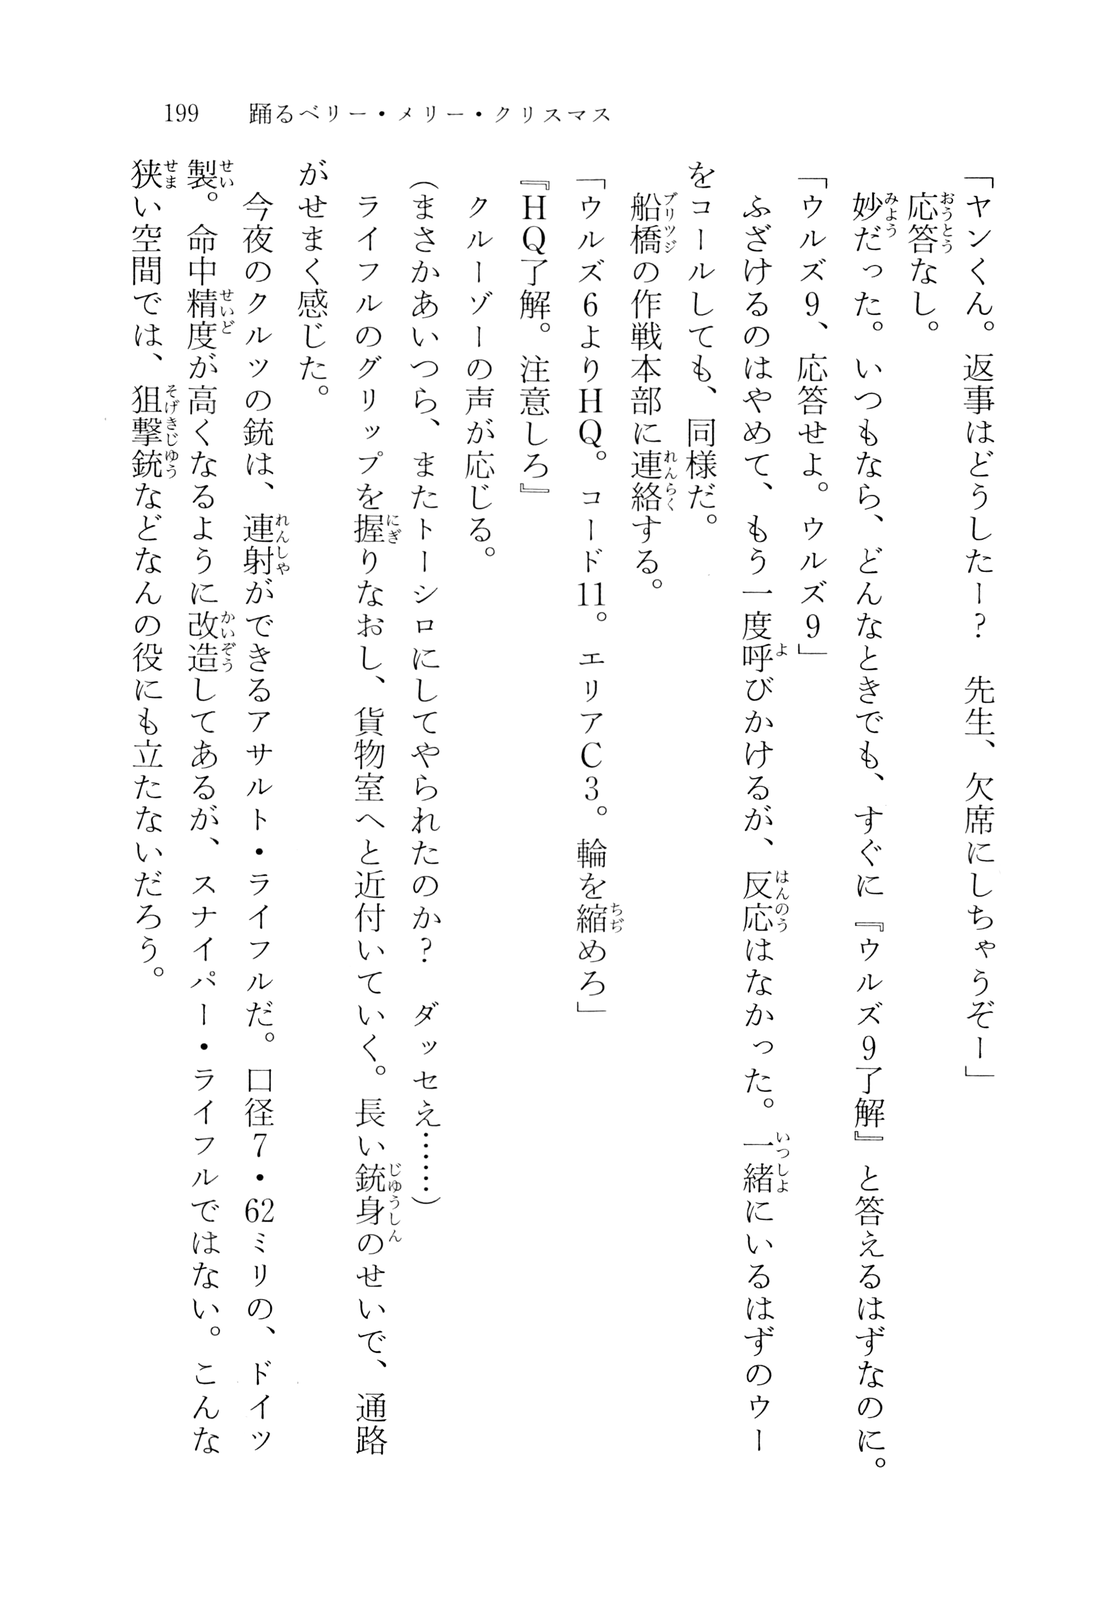 199　踊るベリー・メリー・クリスマス
「ヤンくん。返事はどうしたー？　先生、欠席にしちゃうぞー」
応答なし。
妙だった。いつもなら、どんなときでも、すぐに『ウルズ9了解』と答えるはずなのに。
「ウルズ9、応答せよ。ウルズ9」
ふざけるのはやめて、もう一度呼びかけるが、反応はなかった。一緒にいるはずのウー
をコールしても、同様だ。
船橋の作戦本部に連絡する。
「ウルズ6よりHQ。コード11。エリアC3。輪を縮めろ」
『HQ了解。注意しろ』
クルーゾーの声が応じる。
(まさかあいつら、またトーシロにしてやられたのか？　ダッセえ……)
ライフルのグリップを握りなおし、貨物室へと近付いていく。長い銃身のせいで、通路
がせまく感じた。
今夜のクルツの銃は、連射ができるアサルト・ライフルだ。口径7・62ミリの、ドイツ
製。命中精度が高くなるように改造してあるが、スナイパー・ライフルではない。こんな
狭い空間では、狙撃銃などなんの役にも立たないだろう。